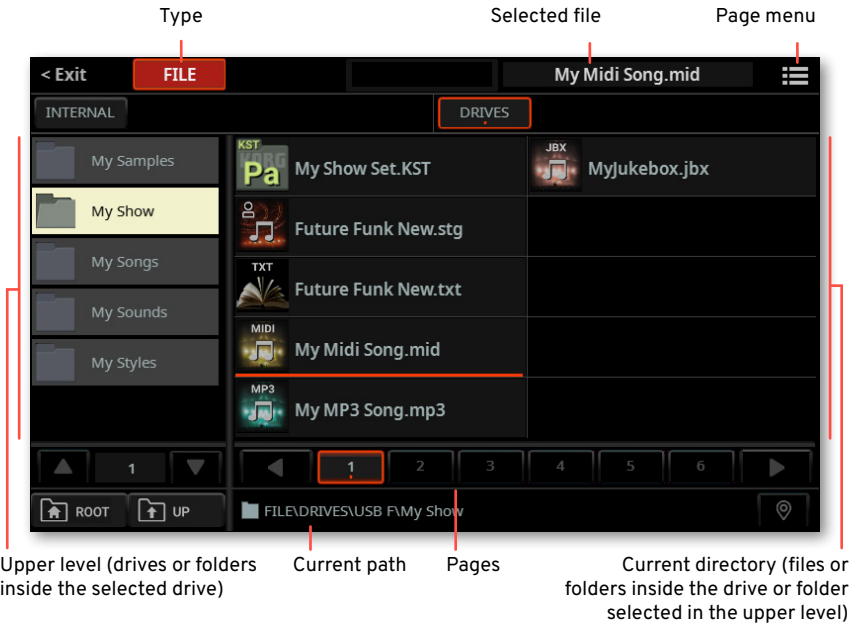 Type
Selected file
Page menu
< Exit
FILE
My Midi Song.mid
INTERNAL
DRIVES
My Samples
My Show
My Songs
My Sounds
My Styles
KST
KORG
Pa
My Show Set.KST
JBX
MyJukebox.jbx
Future Funk New.stg
TXT
Future Funk New.txt
MIDI
My Midi Song.mid
MP3
My MP3 Song.mp3
1
1
2
3
4
5
6
ROOT
UP
FILE\DRIVES\USB F\My Show
Upper level (drives or folders
inside the selected drive)
Current path
Pages
Current directory (files or
folders inside the drive or folder
selected in the upper level)